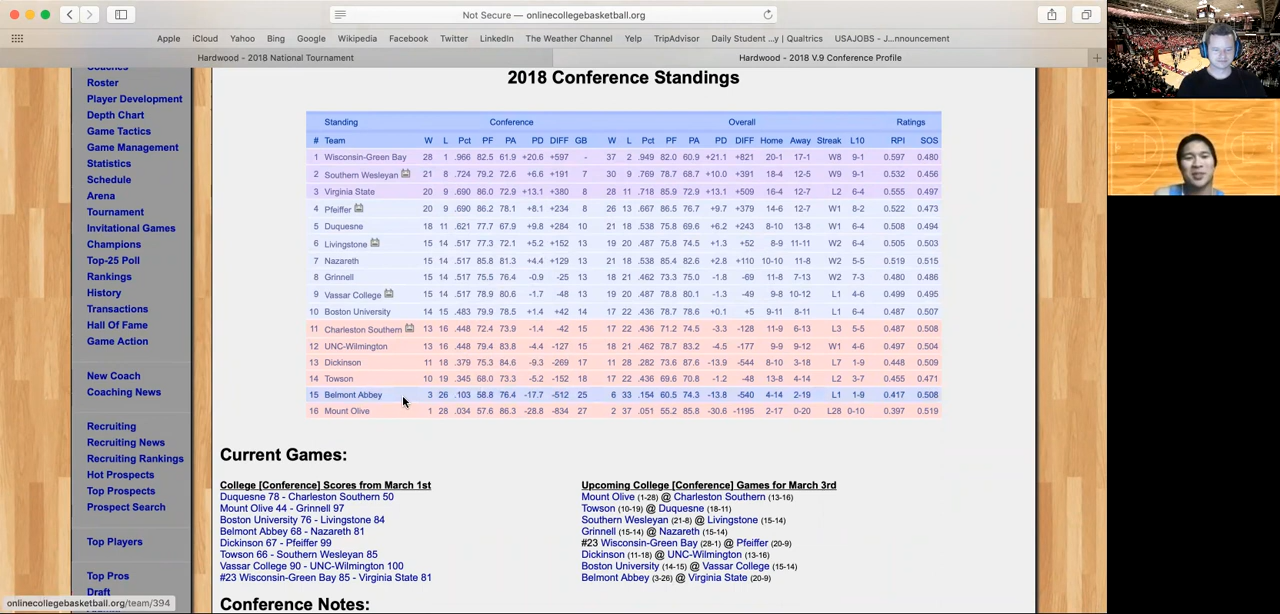 Not Secure — onlinecollegebasketball.org
Apple iCloud Yahoo Bing Google Wikipedia Facebook Twitter LinkedIn The Weather Channel Yelp TripAdvisor Daily Student ...y | Qualtrics USAJOBS - J...nnouncement
Hardwood - 2018 National Tournament Hardwood - 2018 V.9 Conference Profile
Coaches
Roster
Player Development
Depth Chart
Game Tactics
Game Management
Statistics
Schedule
Arena
Tournament
Invitational Games
Champions
Top-25 Poll
Rankings
History
Transactions
Hall Of Fame
Game Action
New Coach
Coaching News
Recruiting
Recruiting News
Recruiting Rankings
Hot Prospects
Top Prospects
Prospect Search
Top Players
Top Pros
Draft
2018 Conference Standings
Standing Conference Overall Ratings
# Team W L Pct PF PA PD DIFF GB W L Pct PF PA PD DIFF Home Away Streak L10 RPI SOS
1 Wisconsin-Green Bay 28 1 .966 82.5 61.9 +20.6 +597 - 37 2 .949 82.0 60.9 +21.1 +821 20-1 17-1 W8 9-1 0.597 0.480
2 Southern Wesleyan 21 8 .724 79.2 72.6 +6.6 +191 7 30 9 .769 78.7 68.7 +10.0 +391 18-4 12-5 W9 9-1 0.532 0.456
3 Virginia State 20 9 .690 86.0 72.9 +13.1 +380 8 28 11 .718 85.9 72.9 +13.1 +509 16-4 12-7 L2 6-4 0.555 0.497
4 Pfeiffer 20 9 .690 86.2 78.1 +8.1 +234 8 26 13 .667 86.5 76.7 +9.7 +379 14-6 12-7 W1 8-2 0.522 0.473
5 Duquesne 18 11 .621 77.7 67.9 +9.8 +284 10 21 18 .538 75.8 69.6 +6.2 +243 8-10 13-8 W1 6-4 0.508 0.494
6 Livingstone 15 14 .517 77.3 72.1 +5.2 +152 13 19 20 .487 75.8 74.5 +1.3 +52 8-9 11-11 W2 6-4 0.505 0.503
7 Nazareth 15 14 .517 85.8 81.3 +4.4 +129 13 21 18 .538 85.4 82.6 +2.8 +110 10-10 11-8 W2 5-5 0.519 0.515
8 Grinnell 15 14 .517 75.5 76.4 -0.9 -25 13 18 21 .462 73.3 75.0 -1.8 -69 11-8 7-13 W2 7-3 0.480 0.486
9 Vassar College 15 14 .517 78.9 80.6 -1.7 -48 13 19 20 .487 78.8 80.1 -1.3 -49 9-8 10-12 L1 4-6 0.499 0.495
10 Boston University 14 15 .483 79.9 78.5 +1.4 +42 14 17 22 .436 78.7 78.6 +0.1 +5 9-11 8-11 L1 6-4 0.487 0.507
11 Charleston Southern 13 16 .448 72.4 73.9 -1.4 -42 15 17 22 .436 71.2 74.5 -3.3 -128 11-9 6-13 L3 5-5 0.487 0.508
12 UNC-Wilmington 13 16 .448 79.4 83.8 -4.4 -127 15 18 21 .462 78.7 83.2 -4.5 -177 9-9 9-12 W1 4-6 0.497 0.504
13 Dickinson 11 18 .379 75.3 84.6 -9.3 -269 17 11 28 .282 73.6 87.6 -13.9 -544 8-10 3-18 L7 1-9 0.448 0.509
14 Towson 10 19 .345 68.0 73.3 -5.2 -152 18 17 22 .436 69.6 70.8 -1.2 -48 13-8 4-14 L2 3-7 0.455 0.471
15 Belmont Abbey 3 26 .103 58.8 76.4 -17.7 -512 25 6 33 .154 60.5 74.3 -13.8 -540 4-14 2-19 L1 1-9 0.417 0.508
16 Mount Olive 1 28 .034 57.6 86.3 -28.8 -834 27 2 37 .051 55.2 85.8 -30.6 -1195 2-17 0-20 L28 0-10 0.397 0.519
Current Games:
College [Conference] Scores from March 1st
Duquesne 78 - Charleston Southern 50
Mount Olive 44 - Grinnell 97
Boston University 76 - Livingstone 84
Belmont Abbey 68 - Nazareth 81
Dickinson 67 - Pfeiffer 99
Towson 66 - Southern Wesleyan 85
Vassar College 90 - UNC-Wilmington 100
#23 Wisconsin-Green Bay 85 - Virginia State 81
Upcoming College [Conference] Games for March 3rd
Mount Olive (1-28) @ Charleston Southern (13-16)
Towson (10-19) @ Duquesne (18-11)
Southern Wesleyan (21-8) @ Livingstone (15-14)
Grinnell (15-14) @ Nazareth (15-14)
#23 Wisconsin-Green Bay (28-1) @ Pfeiffer (20-9)
Dickinson (11-18) @ UNC-Wilmington (13-16)
Boston University (14-15) @ Vassar College (15-14)
Belmont Abbey (3-26) @ Virginia State (20-9)
Conference Notes:
onlinecollegebasketball.org/team/394